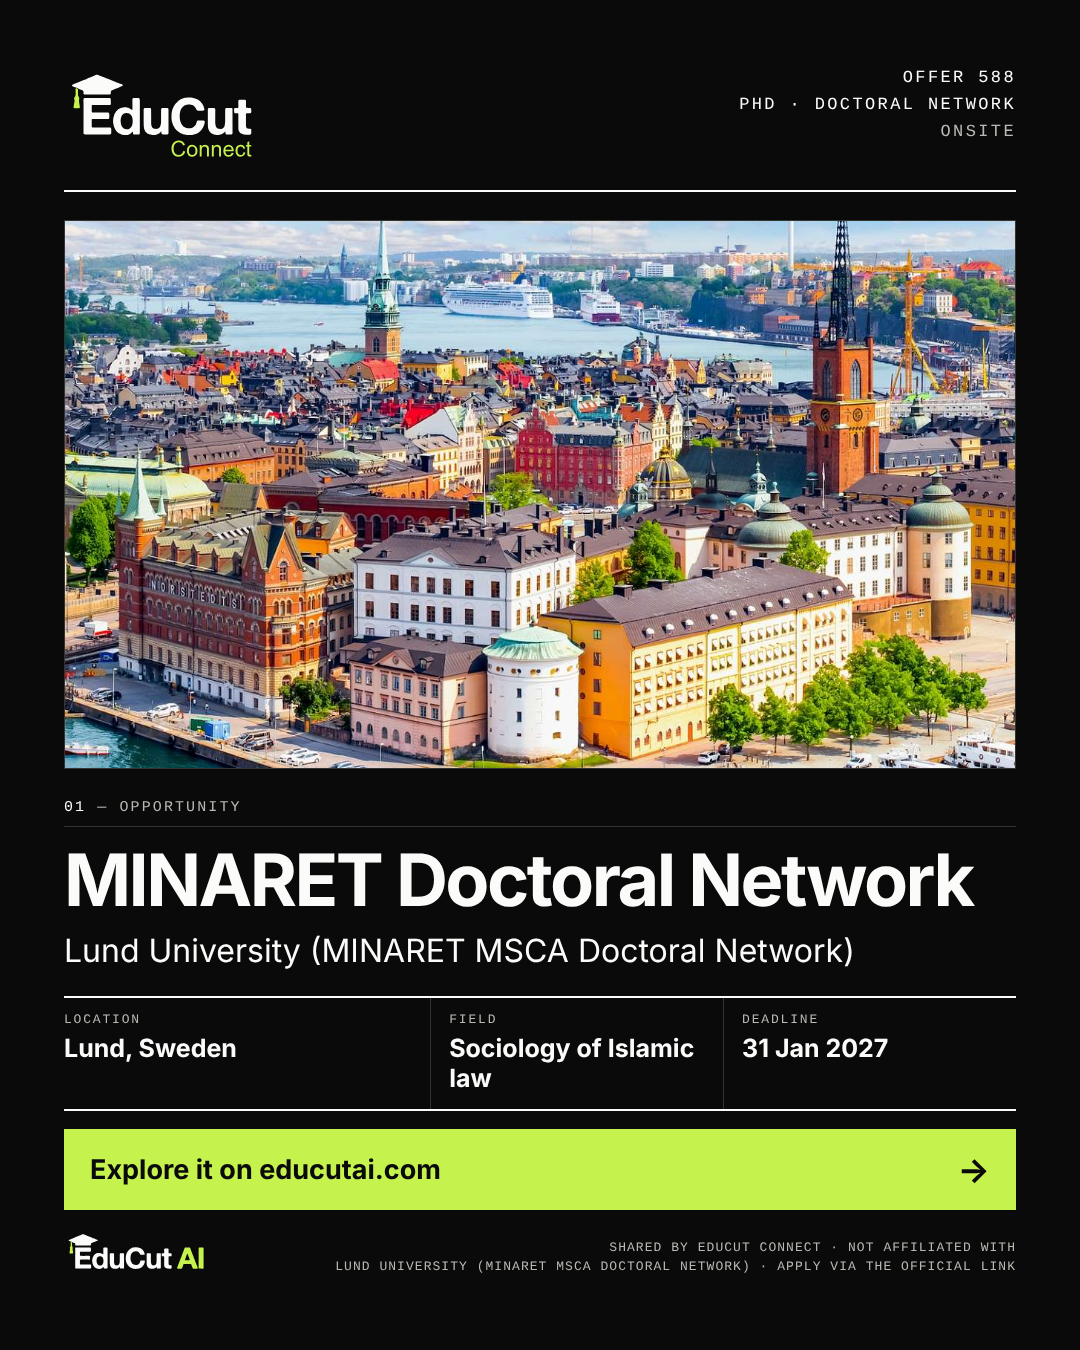 EduCut
Connect
OFFER 588
PHD · DOCTORAL NETWORK
ONSITE
NORSTEDTS
01 — OPPORTUNITY
MINARET Doctoral Network
Lund University (MINARET MSCA Doctoral Network)
LOCATION
Lund, Sweden
FIELD
Sociology of Islamic
law
DEADLINE
31 Jan 2027
Explore it on educutai.com →
EduCut AI
SHARED BY EDUCUT CONNECT · NOT AFFILIATED WITH
LUND UNIVERSITY (MINARET MSCA DOCTORAL NETWORK) · APPLY VIA THE OFFICIAL LINK